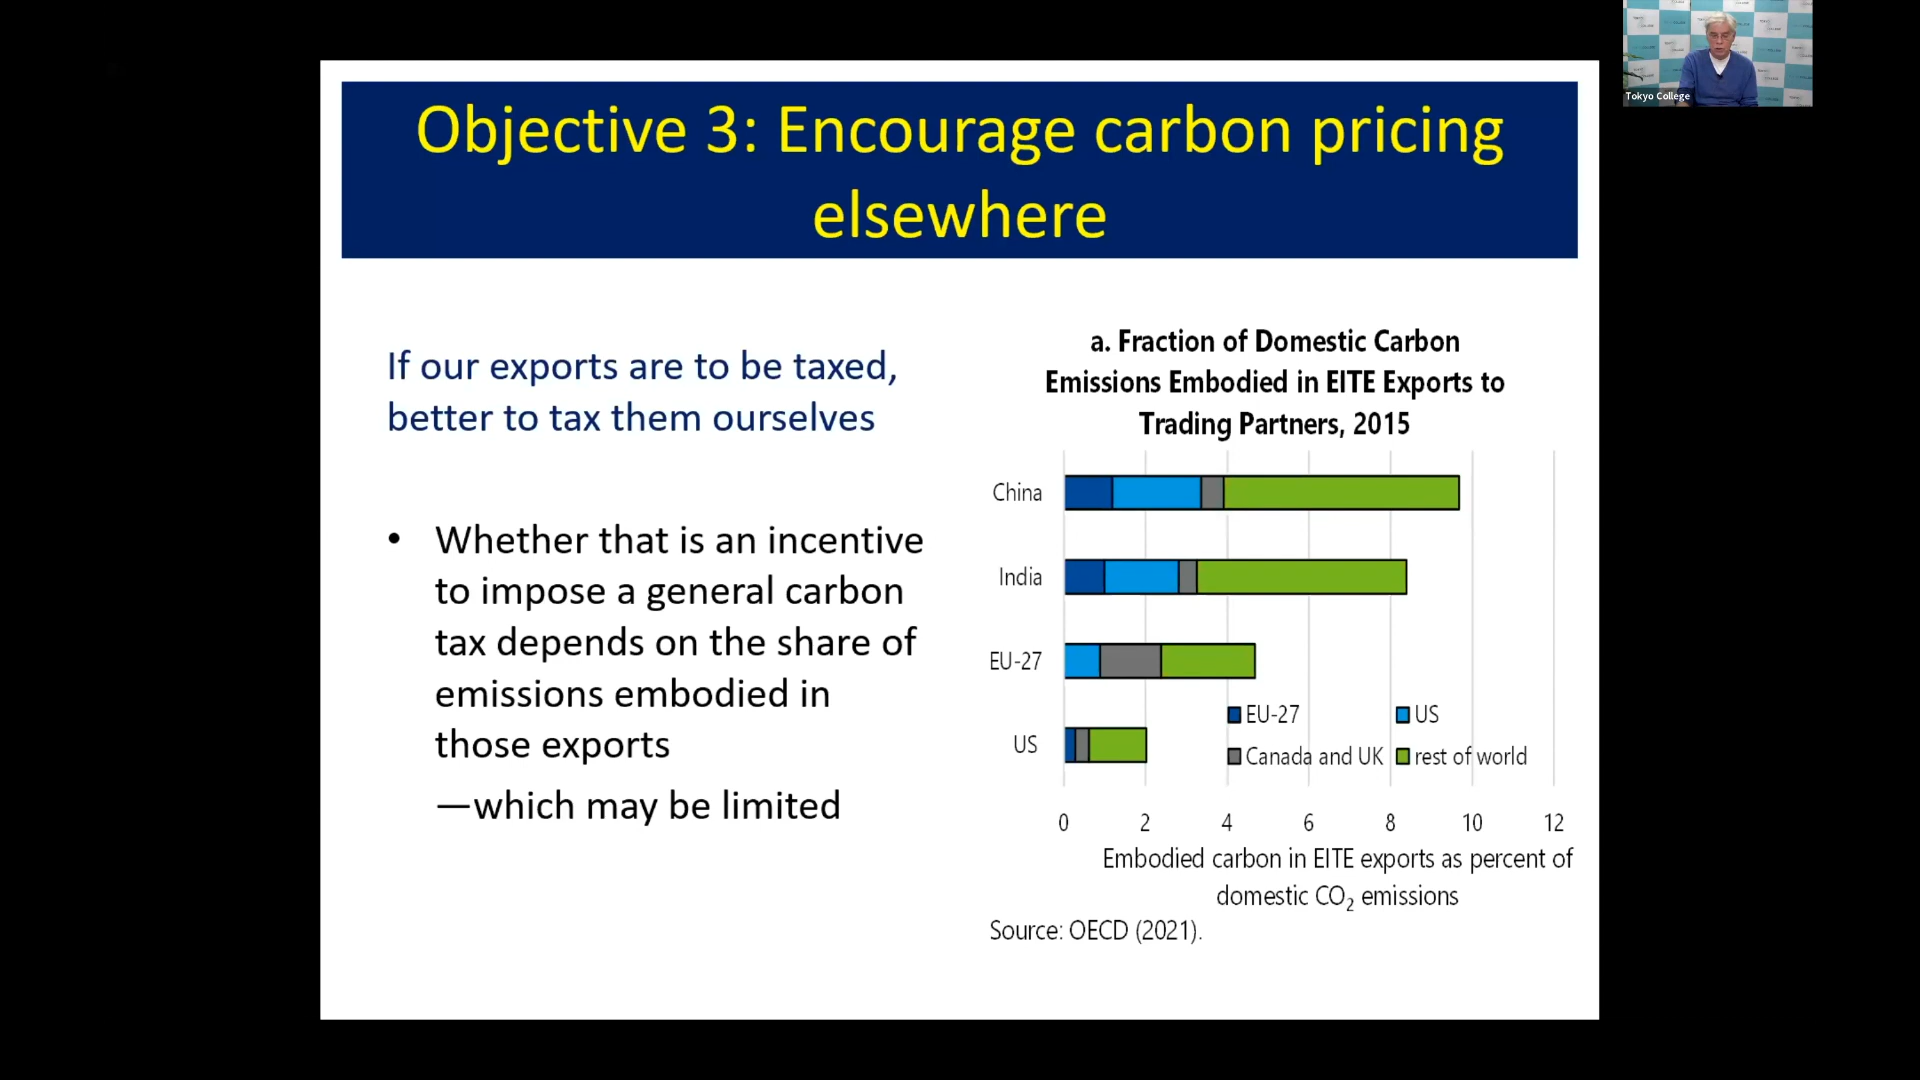 Objective 3: Encourage carbon pricing
elsewhere
If our exports are to be taxed,
better to tax them ourselves
• Whether that is an incentive
to impose a general carbon
tax depends on the share of
emissions embodied in
those exports
—which may be limited
a. Fraction of Domestic Carbon
Emissions Embodied in EITE Exports to
Trading Partners, 2015
China
India
EU-27
US
EU-27 US
Canada and UK rest of world
0 2 4 6 8 10 12
Embodied carbon in EITE exports as percent of
domestic CO₂ emissions
Source: OECD (2021).
Tokyo College